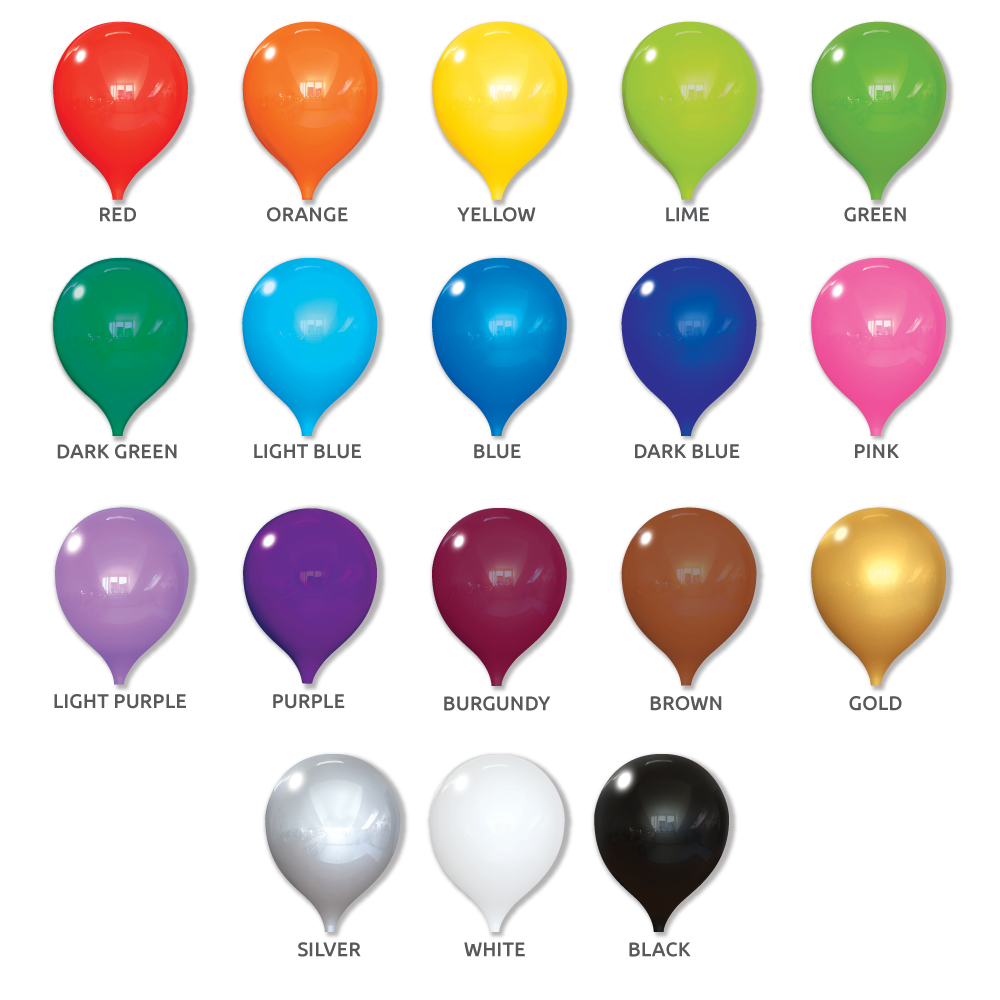 RED
ORANGE
YELLOW
LIME
GREEN
DARK GREEN
LIGHT BLUE
BLUE
DARK BLUE
PINK
LIGHT PURPLE
PURPLE
BURGUNDY
BROWN
GOLD
SILVER
WHITE
BLACK